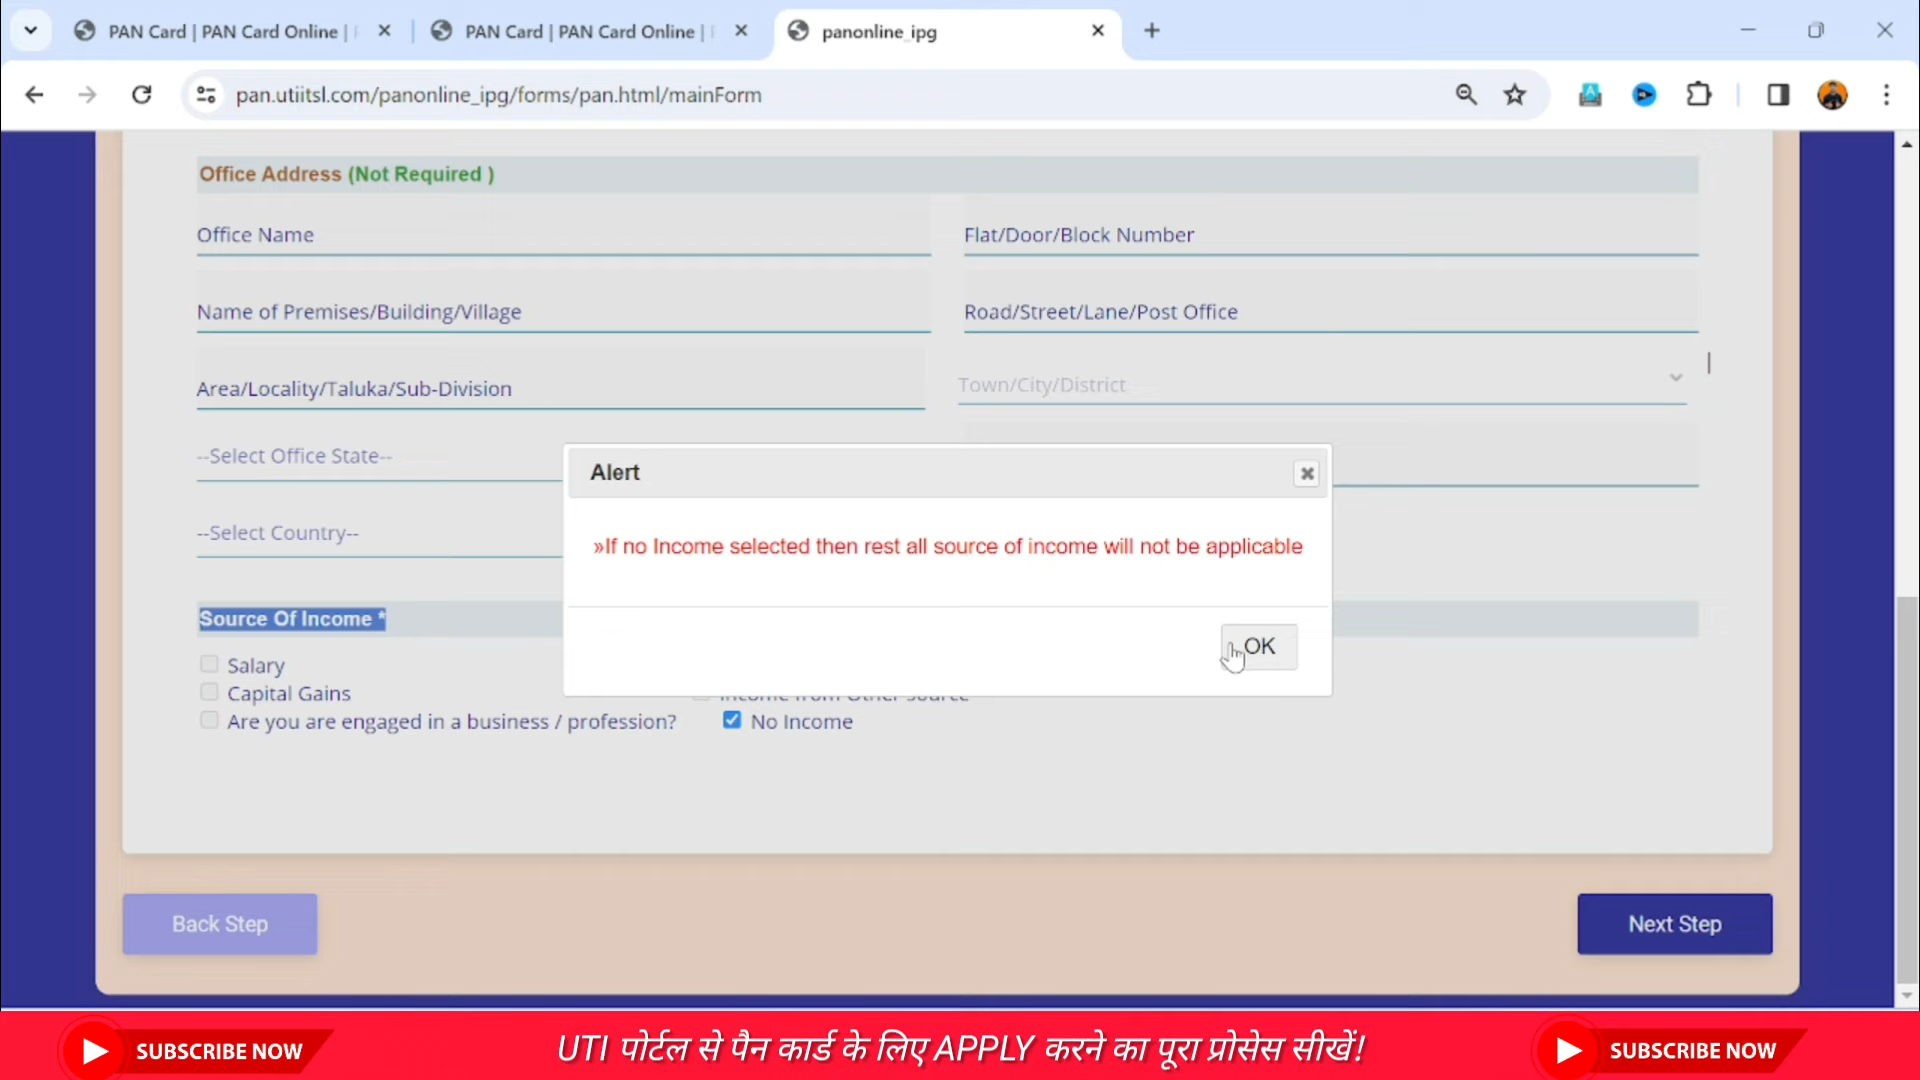 PAN Card | PAN Card Online |
PAN Card | PAN Card Online |
panonline_ipg
pan.utiitsl.com/panonline_ipg/forms/pan.html/mainForm
Office Address (Not Required )
Office Name
Flat/Door/Block Number
Name of Premises/Building/Village
Road/Street/Lane/Post Office
Area/Locality/Taluka/Sub-Division
Town/City/District
--Select Office State--
Alert
--Select Country--
»If no Income selected then rest all source of income will not be applicable
Source Of Income *
OK
Salary
Capital Gains
Income from Other source
Are you are engaged in a business / profession?
No Income
Back Step
Next Step
SUBSCRIBE NOW
UTI पोर्टल से पैन कार्ड के लिए APPLY करने का पूरा प्रोसेस सीखें!
SUBSCRIBE NOW